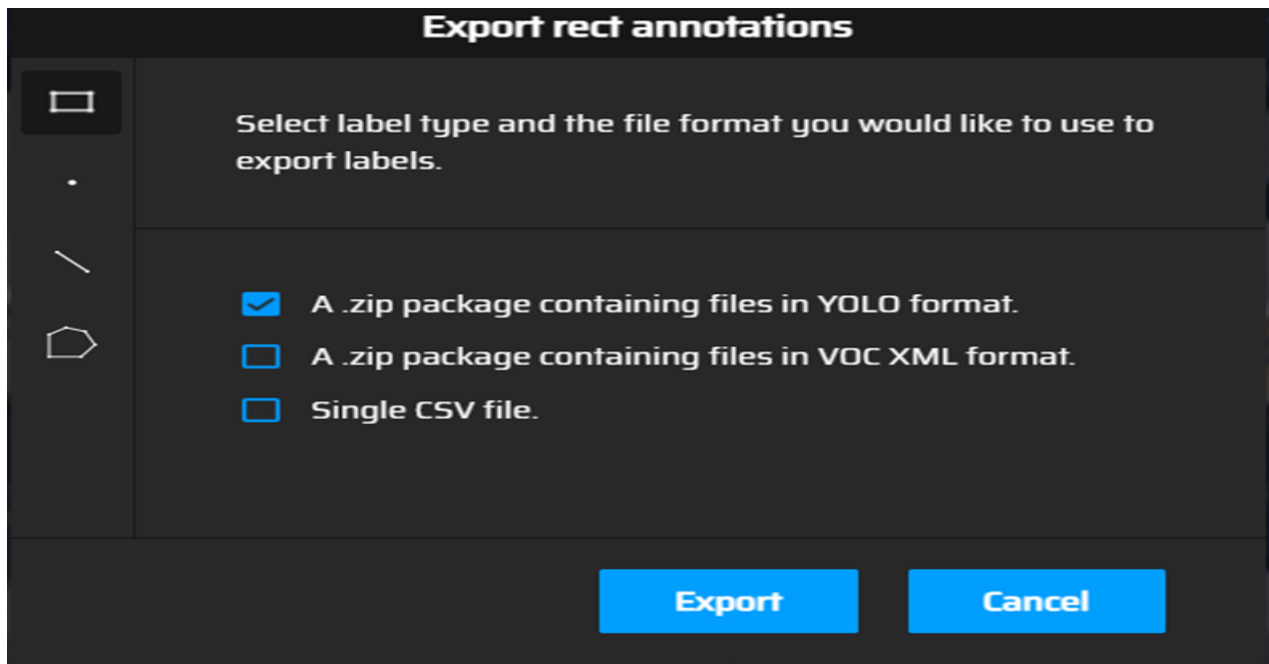 Export rect annotations
Select label type and the file format you would like to use to
export labels.
A .zip package containing files in YOLO format.
A .zip package containing files in VOC XML format.
Single CSV file.
Export
Cancel